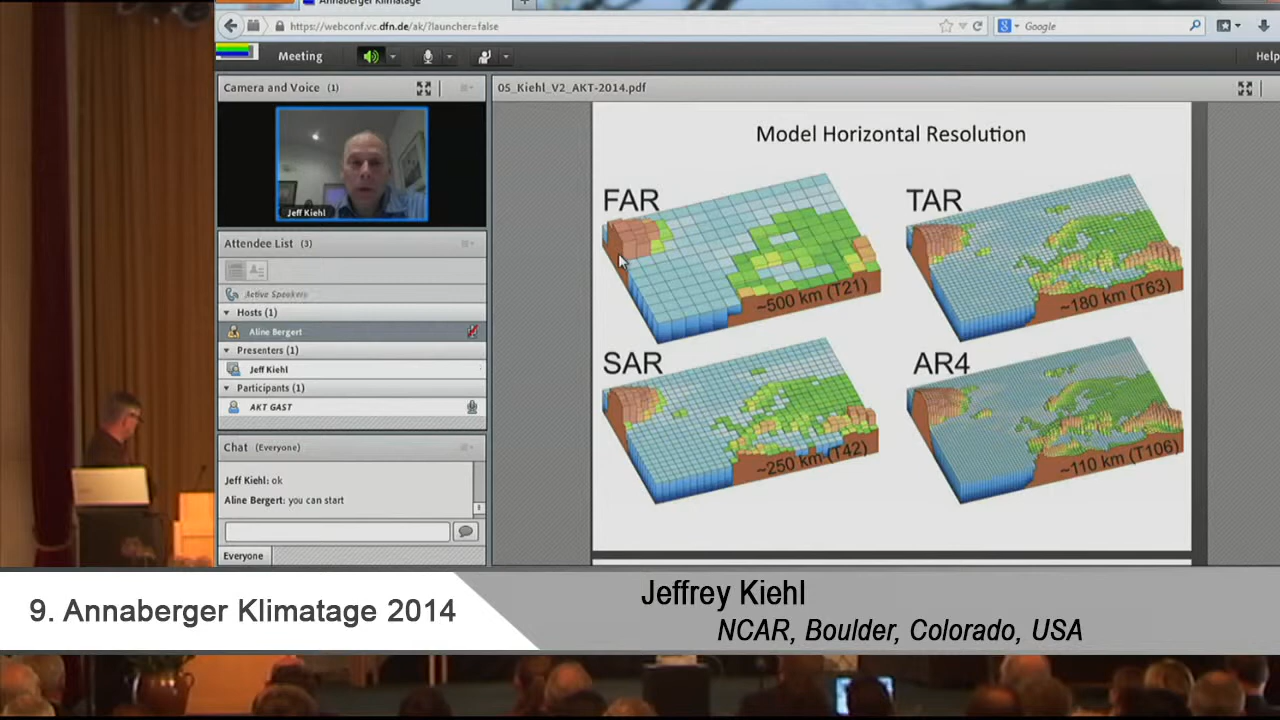 Annaberger Klimatage
https://webconf.vc.dfn.de/ak/?launcher=false
Google
Meeting
Help
Camera and Voice (1)
Jeff Kiehl
Attendee List (3)
Active Speakers
Hosts (1)
Aline Bergert
Presenters (1)
Jeff Kiehl
Participants (1)
AKT GAST
Chat (Everyone)
Jeff Kiehl: ok
Aline Bergert: you can start
Everyone
05_Kiehl_V2_AKT-2014.pdf
Model Horizontal Resolution
FAR
~500 km (T21)
TAR
~180 km (T63)
SAR
~250 km (T42)
AR4
~110 km (T106)
9. Annaberger Klimatage 2014
Jeffrey Kiehl
NCAR, Boulder, Colorado, USA